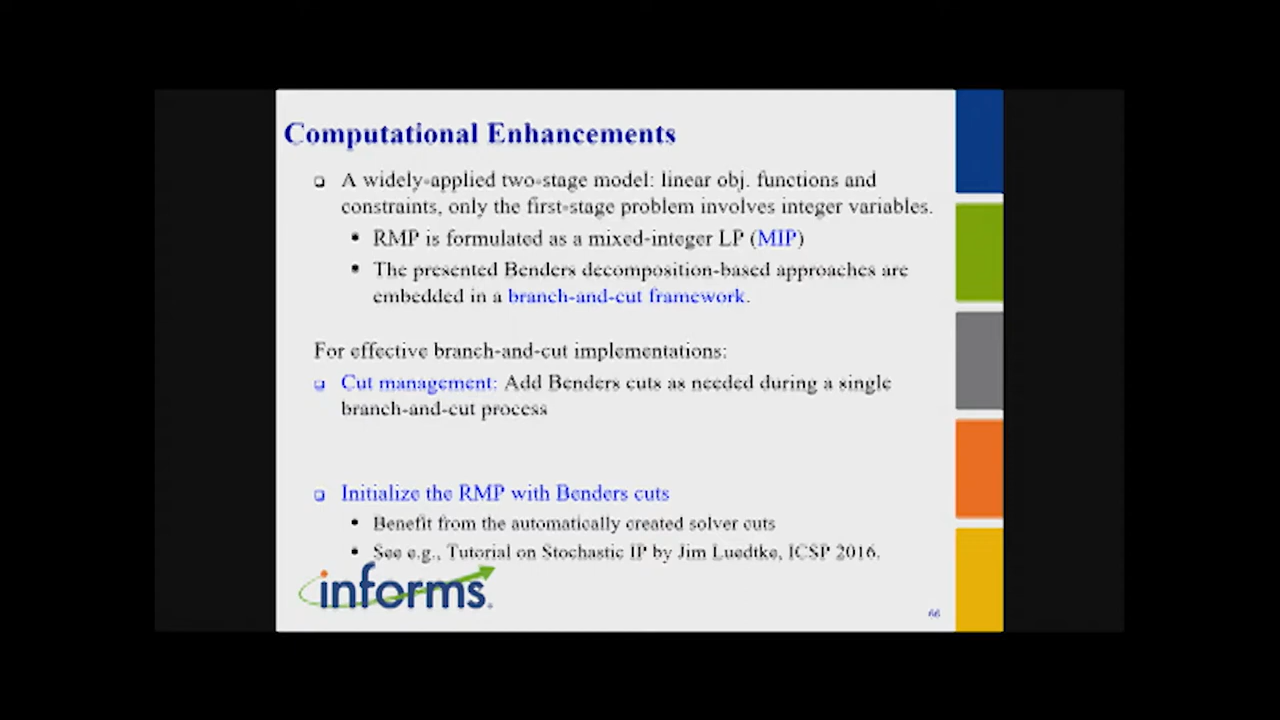 Computational Enhancements
❑ A widely-applied two-stage model: linear obj. functions and
constraints, only the first-stage problem involves integer variables.
• RMP is formulated as a mixed-integer LP (MIP)
• The presented Benders decomposition-based approaches are
embedded in a branch-and-cut framework.
For effective branch-and-cut implementations:
❑ Cut management: Add Benders cuts as needed during a single
branch-and-cut process
❑ Initialize the RMP with Benders cuts
• Benefit from the automatically created solver cuts
• See e.g., Tutorial on Stochastic IP by Jim Luedtke, ICSP 2016.
informs.
66